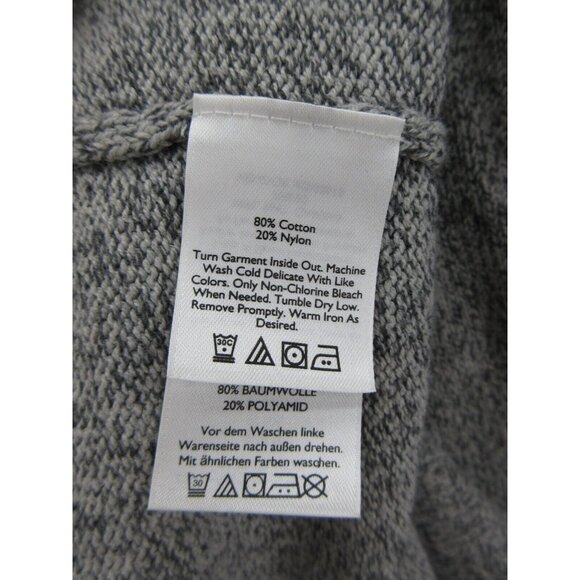 80% Cotton
20% Nylon
Turn Garment Inside Out. Machine
Wash Cold Delicate With Like
Colors. Only Non-Chlorine Bleach
When Needed. Tumble Dry Low.
Remove Promptly. Warm Iron As
Desired.
30C
80% BAUMWOLLE
20% POLYAMID
Vor dem Waschen linke
Warenseite nach außen drehen.
Mit ähnlichen Farben waschen.
30